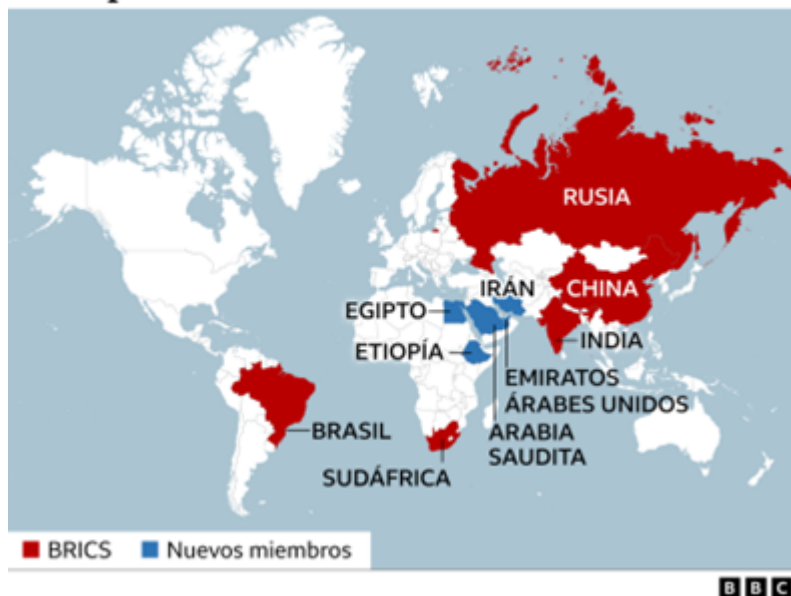 RUSIA
IRÁN
CHINA
EGIPTO
INDIA
ETIOPÍA
EMIRATOS
ÁRABES UNIDOS
BRASIL
ARABIA
SAUDITA
SUDÁFRICA
BRICS
Nuevos miembros
BBC